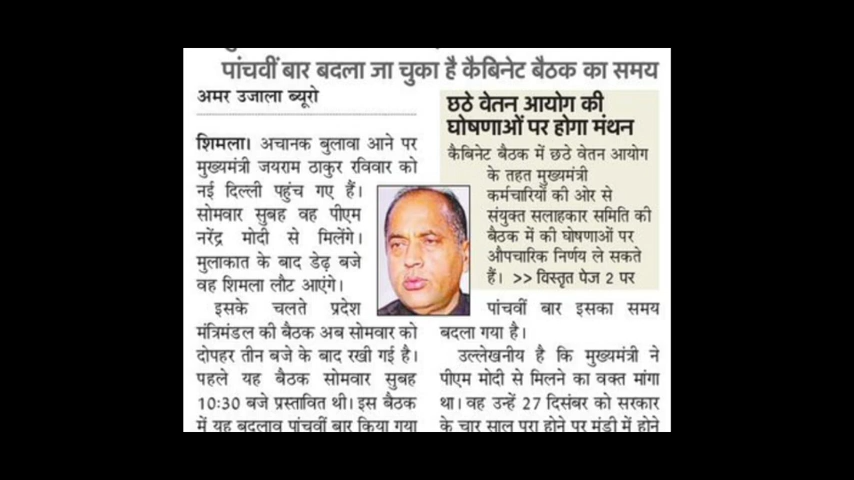 पांचवीं बार बदला जा चुका है कैबिनेट बैठक का समय
अमर उजाला ब्यूरो
शिमला। अचानक बुलावा आने पर
मुख्यमंत्री जयराम ठाकुर रविवार को
नई दिल्ली पहुंच गए हैं।
सोमवार सुबह वह पीएम
नरेंद्र मोदी से मिलेंगे।
मुलाकात के बाद डेढ़ बजे
वह शिमला लौट आएंगे।
इसके चलते प्रदेश
मंत्रिमंडल की बैठक अब सोमवार को
दोपहर तीन बजे के बाद रखी गई है।
पहले यह बैठक सोमवार सुबह
10:30 बजे प्रस्तावित थी। इस बैठक
में यह बदलाव पांचवीं बार किया गया
छठे वेतन आयोग की
घोषणाओं पर होगा मंथन
कैबिनेट बैठक में छठे वेतन आयोग
के तहत मुख्यमंत्री
कर्मचारियों की ओर से
संयुक्त सलाहकार समिति की
बैठक में की घोषणाओं पर
औपचारिक निर्णय ले सकते
हैं। >> विस्तृत पेज 2 पर
पांचवीं बार इसका समय
बदला गया है।
उल्लेखनीय है कि मुख्यमंत्री ने
पीएम मोदी से मिलने का वक्त मांगा
था। वह उन्हें 27 दिसंबर को सरकार
के चार साल पूरा होने पर मंडी में होने